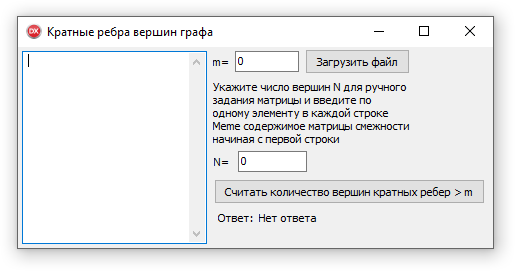 DX Кратные ребра вершин графа
m= 0 Загрузить файл
Укажите число вершин N для ручного
задания матрицы и введите по
одному элементу в каждой строке
Meme содержимое матрицы смежности
начиная с первой строки
N= 0
Считать количество вершин кратных ребер > m
Ответ: Нет ответа